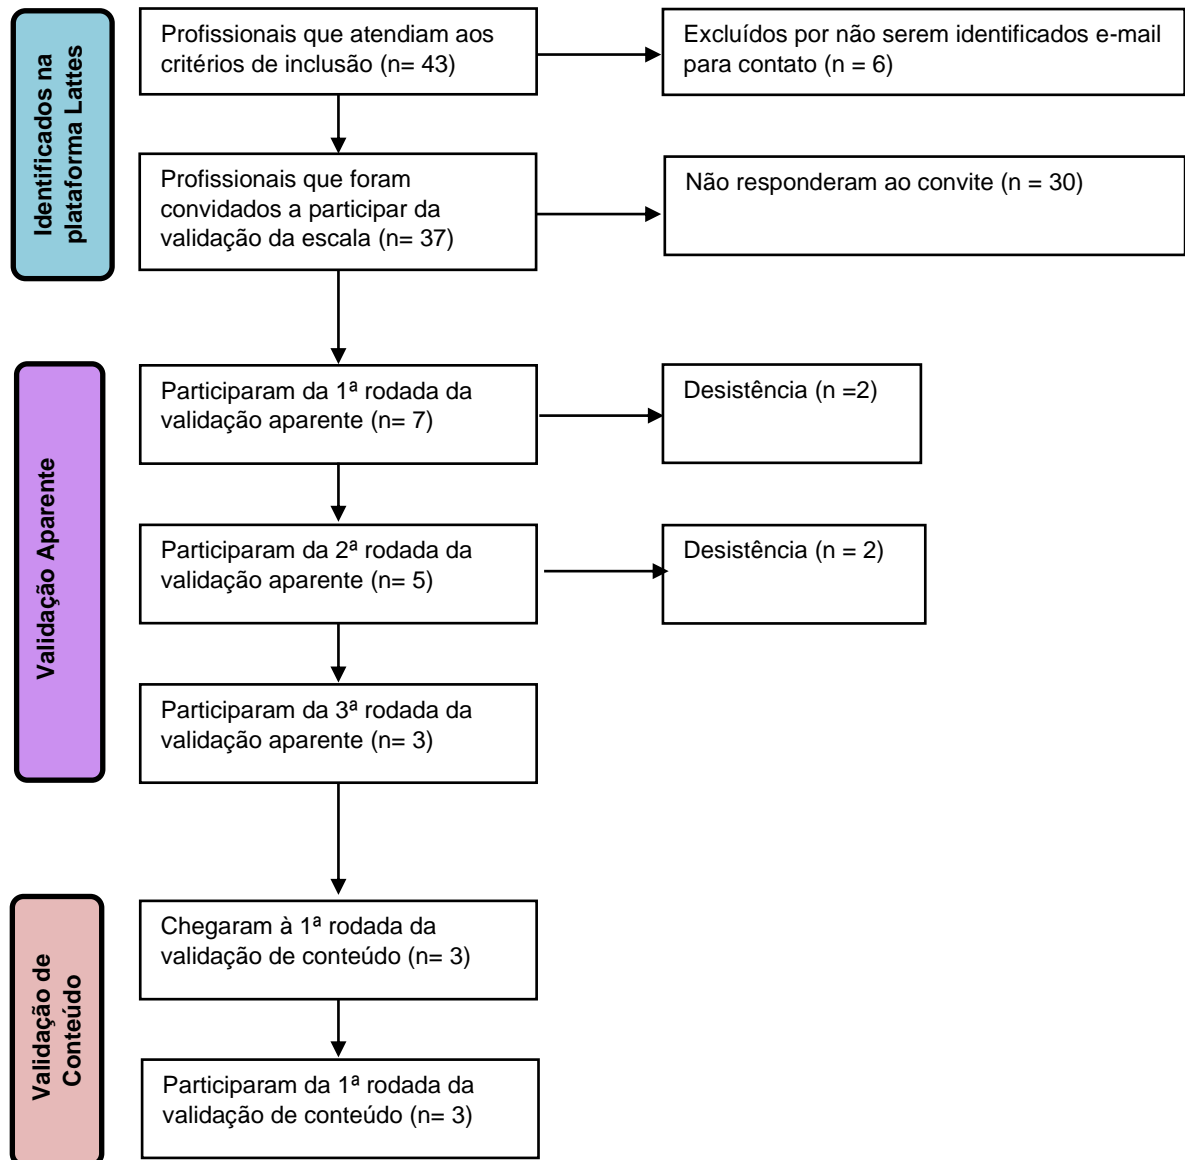 Identificados na
plataforma Lattes
Profissionais que atendiam aos
critérios de inclusão (n= 43)
Excluídos por não serem identificados e-mail
para contato (n = 6)
Profissionais que foram
convidados a participar da
validação da escala (n= 37)
Não responderam ao convite (n = 30)
Validação Aparente
Participaram da 1ª rodada da
validação aparente (n= 7)
Desistência (n =2)
Participaram da 2ª rodada da
validação aparente (n= 5)
Desistência (n = 2)
Participaram da 3ª rodada da
validação aparente (n= 3)
Validação de
Conteúdo
Chegaram à 1ª rodada da
validação de conteúdo (n= 3)
Participaram da 1ª rodada da
validação de conteúdo (n= 3)